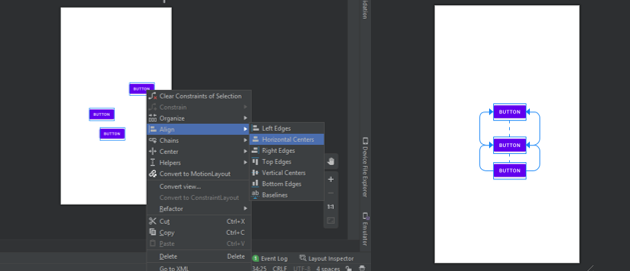 BUTTON
BUTTON
BUTTON
Clear Constraints of Selection
Constrain
Organize
Align
Chains
Center
Helpers
Convert to MotionLayout
Convert view...
Convert to ConstraintLayout
Refactor
Cut Ctrl+X
Copy Ctrl+C
Paste Ctrl+V
Delete Delete
Go to XML
Left Edges
Horizontal Centers
Right Edges
Top Edges
Vertical Centers
Bottom Edges
Baselines
1:1
Event Log
Layout Inspector
34:25 CRLF UTF-8 4 spaces
Device File Explorer
Emulator
BUTTON
BUTTON
BUTTON